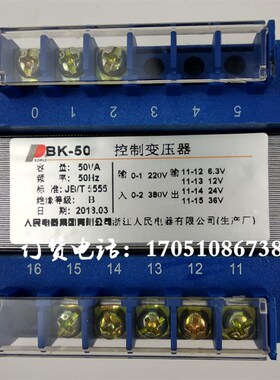 0 1 2 3 4 5
PEOPLE BK-50 控制变压器
容量: 50VA
频率: 50Hz
标准: JB/T 5555
绝缘等级: B
DATE: 2018.03
输入 0-1 220V
0-2 380V
输出 11-12 6.3V
11-13 12V
11-14 24V
11-15 36V
人民电器集团有限公司浙江人民电器有限公司(生产厂)
订货电话: 17051086738
16 15 14 13 12 11